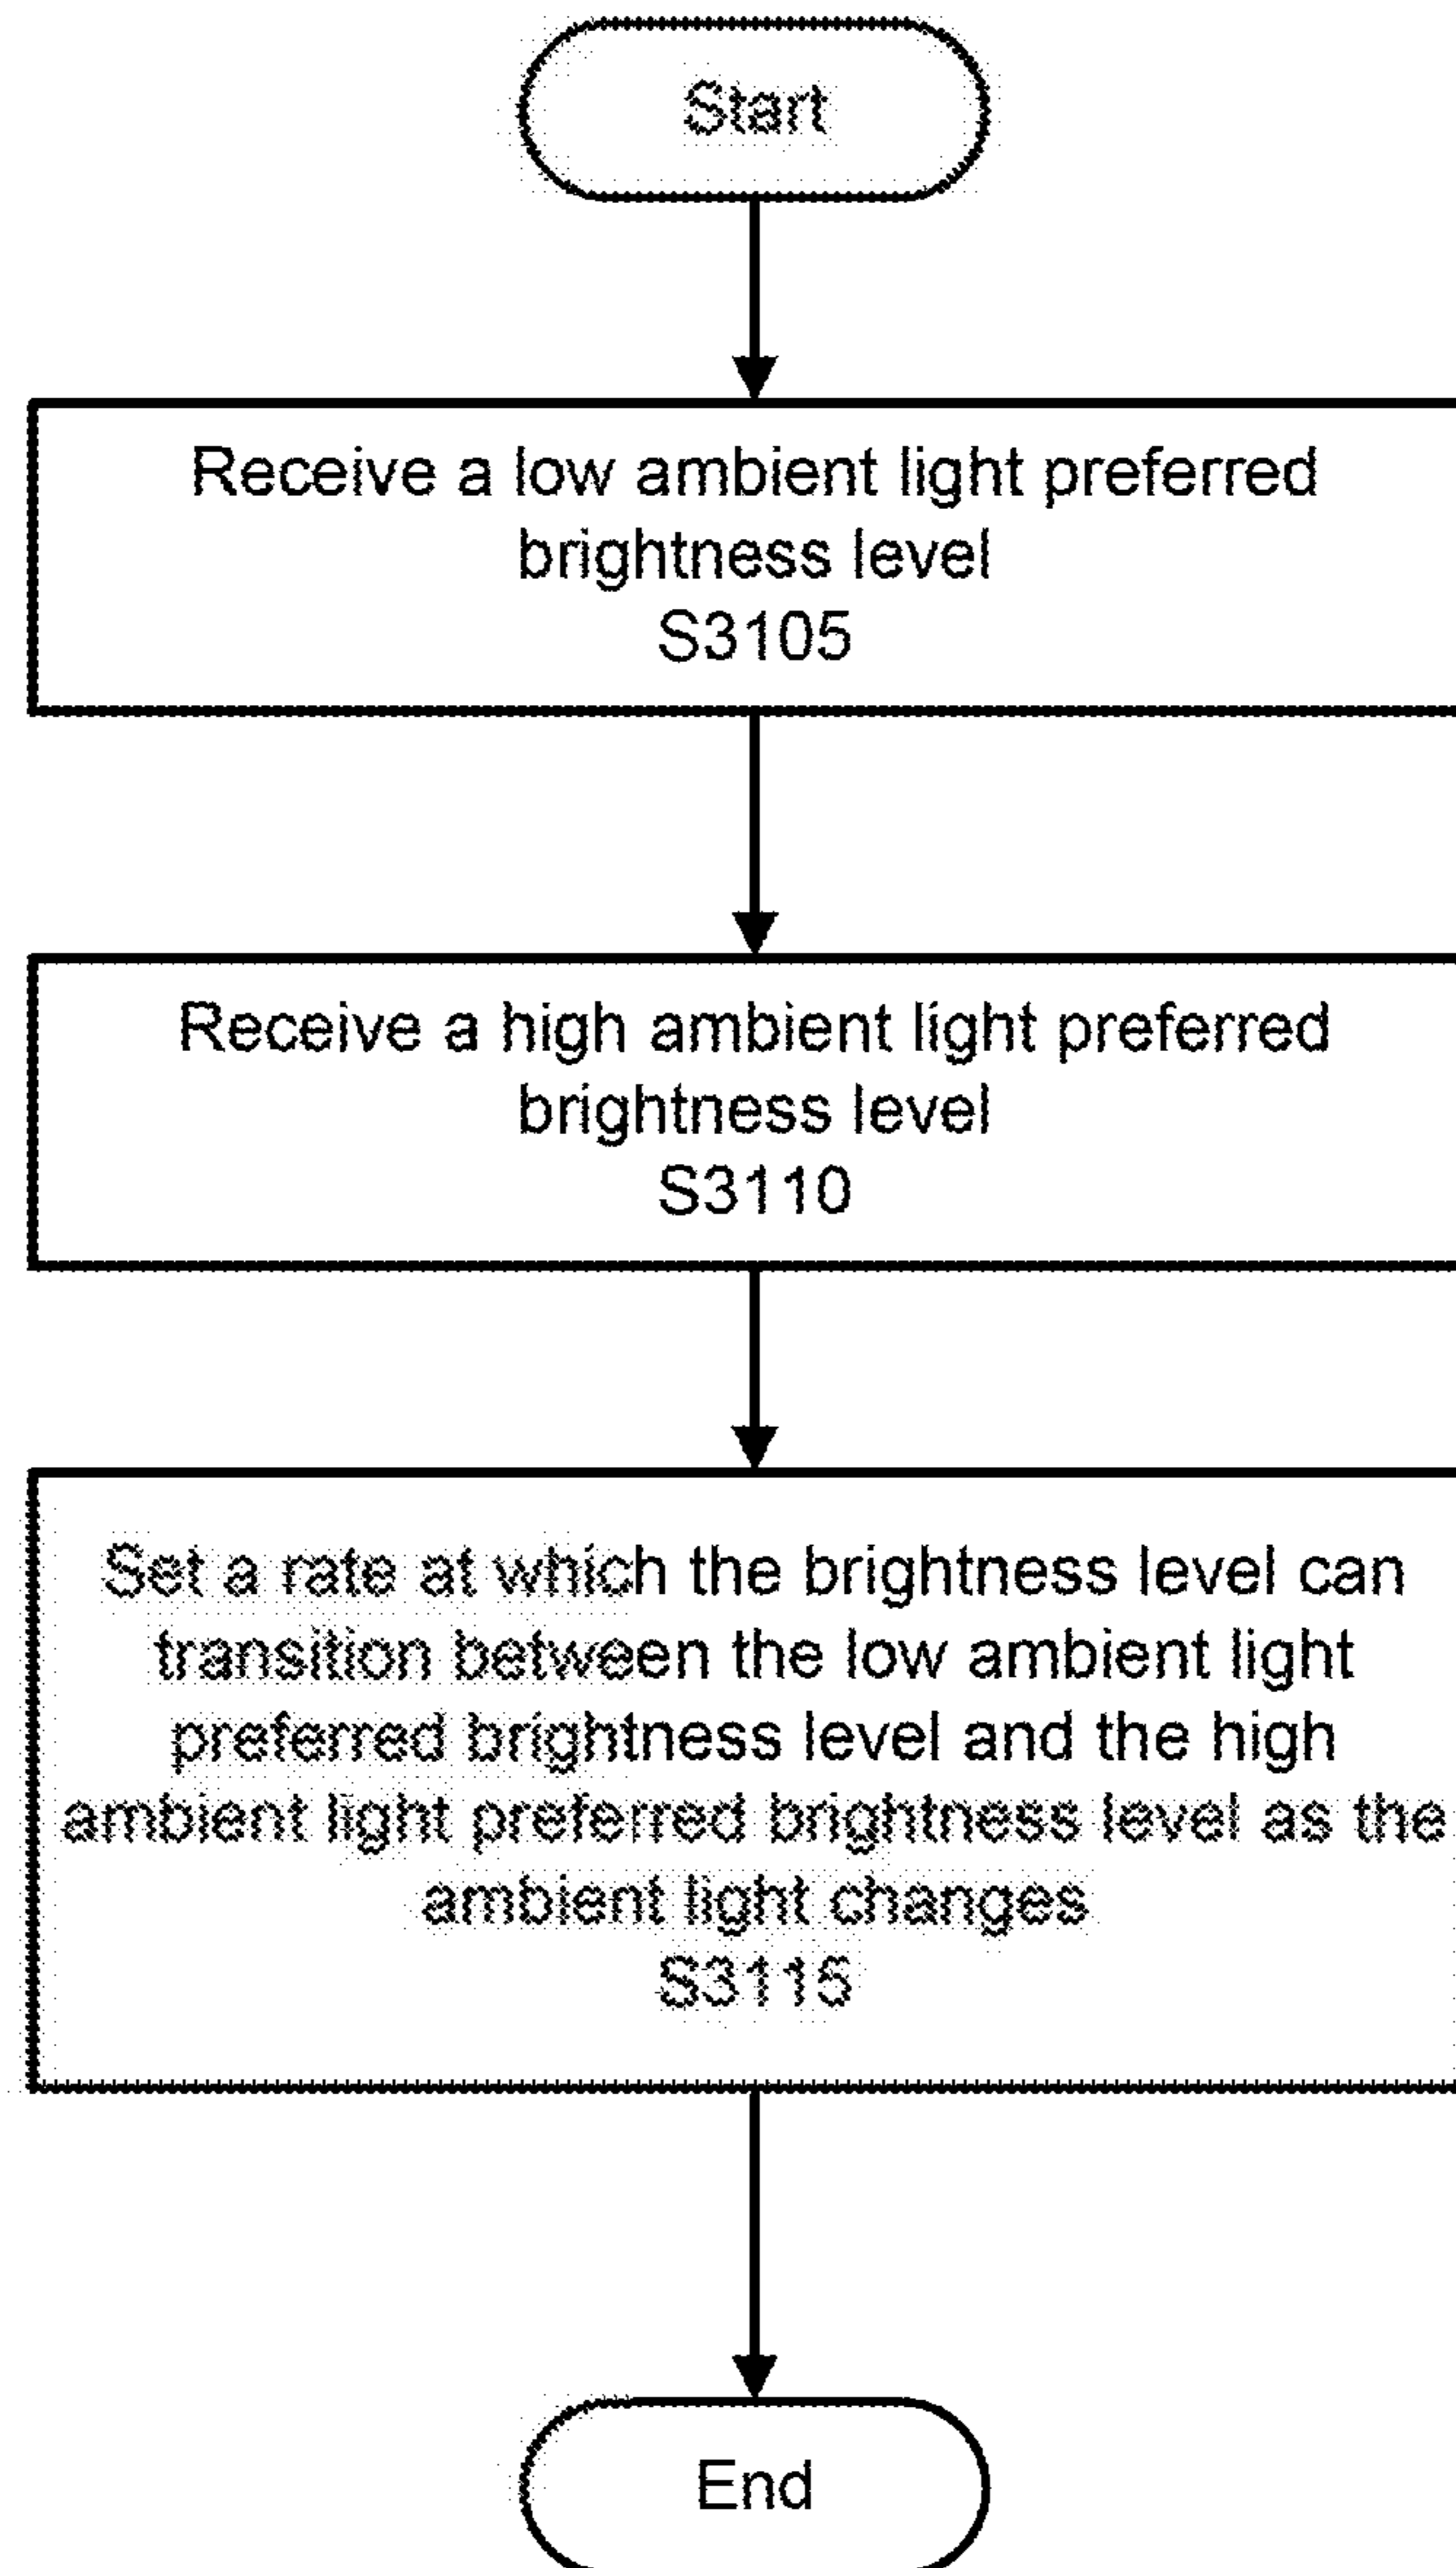 Start
Receive a low ambient light preferred
brightness level
S3105
Receive a high ambient light preferred
brightness level
S3110
Set a rate at which the brightness level can
transition between the low ambient light
preferred brightness level and the high
ambient light preferred brightness level as the
ambient light changes
S3115
End